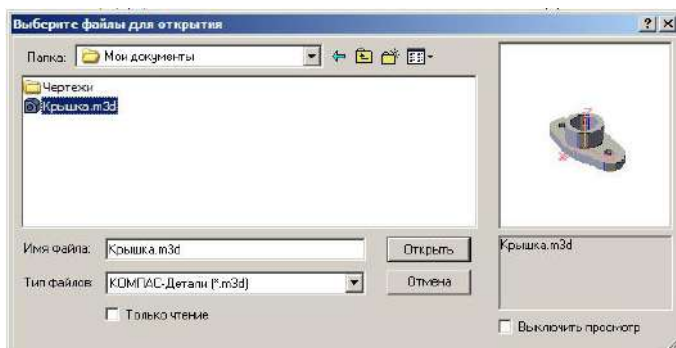 Выберите файлы для открытия
Папка: Мои документы
Чертежи
Крышка.m3d
Имя файла: Крышка.m3d
Открыть
Крышка.m3d
Тип файлов: КОМПАС-Детали (*.m3d)
Отмена
Только чтение
Выключить просмотр